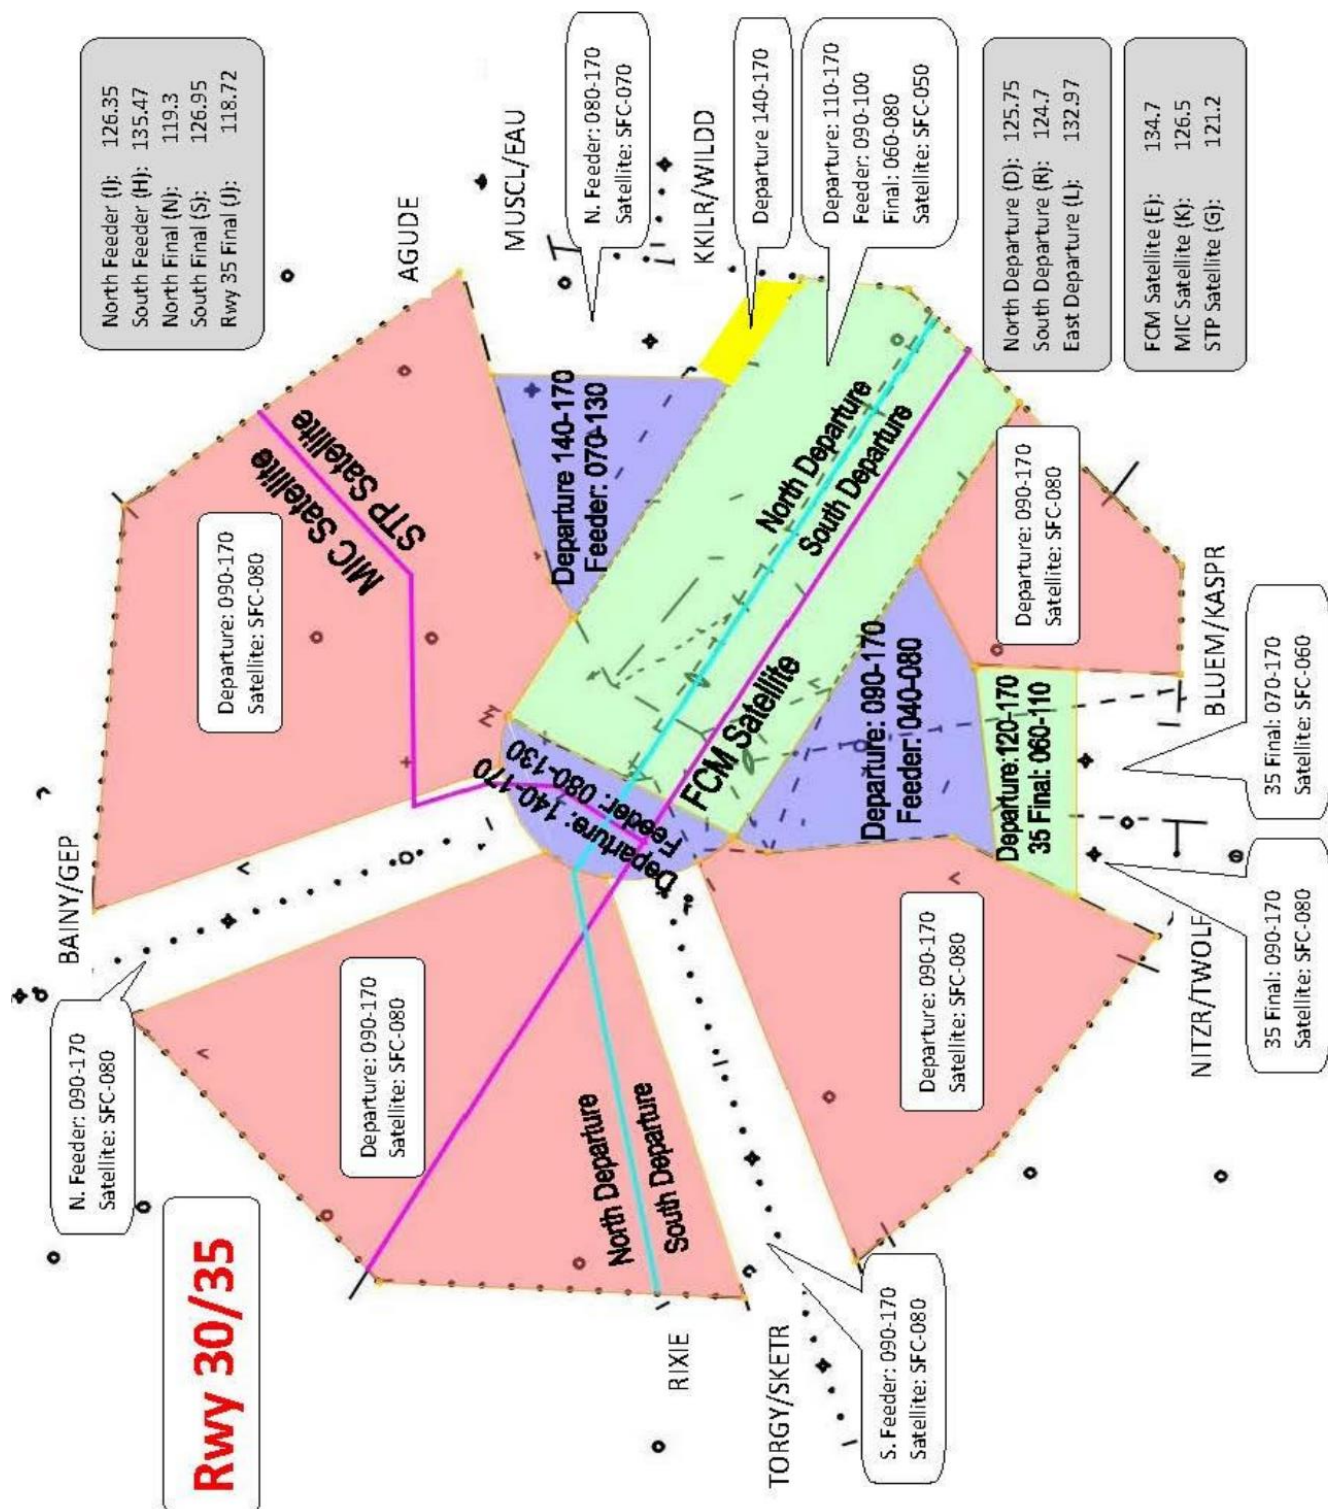 Rwy 30/35
BAINY/GEP
N. Feeder: 090-170
Satellite: SFC-080
Departure: 090-170
Satellite: SFC-080
MIC Satellite
STP Satellite
North Feeder (I): 126.35
South Feeder (H): 135.47
North Final (N): 119.3
South Final (S): 126.95
Rwy 35 Final (J): 118.72
AGUDE
MUSCL/EAU
N. Feeder: 080-170
Satellite: SFC-070
KKILR/WILDD
Departure 140-170
Departure: 110-170
Feeder: 090-100
Final: 060-080
Satellite: SFC-050
Departure 140-170
Feeder: 070-130
Departure: 090-170
Satellite: SFC-080
Departure: 140-170
Feeder: 080-130
North Departure
South Departure
FCM Satellite
North Departure
South Departure
RIXIE
TORGY/SKETR
S. Feeder: 090-170
Satellite: SFC-080
Departure: 090-170
Satellite: SFC-080
Departure: 090-170
Feeder: 040-080
Departure:120-170
35 Final: 060-110
Departure: 090-170
Satellite: SFC-080
North Departure (D): 125.75
South Departure (R): 124.7
East Departure (L): 132.97
FCM Satellite (E): 134.7
MIC Satellite (K): 126.5
STP Satellite (G): 121.2
NITZR/TWOLF
35 Final: 090-170
Satellite: SFC-080
BLUEM/KASPR
35 Final: 070-170
Satellite: SFC-060